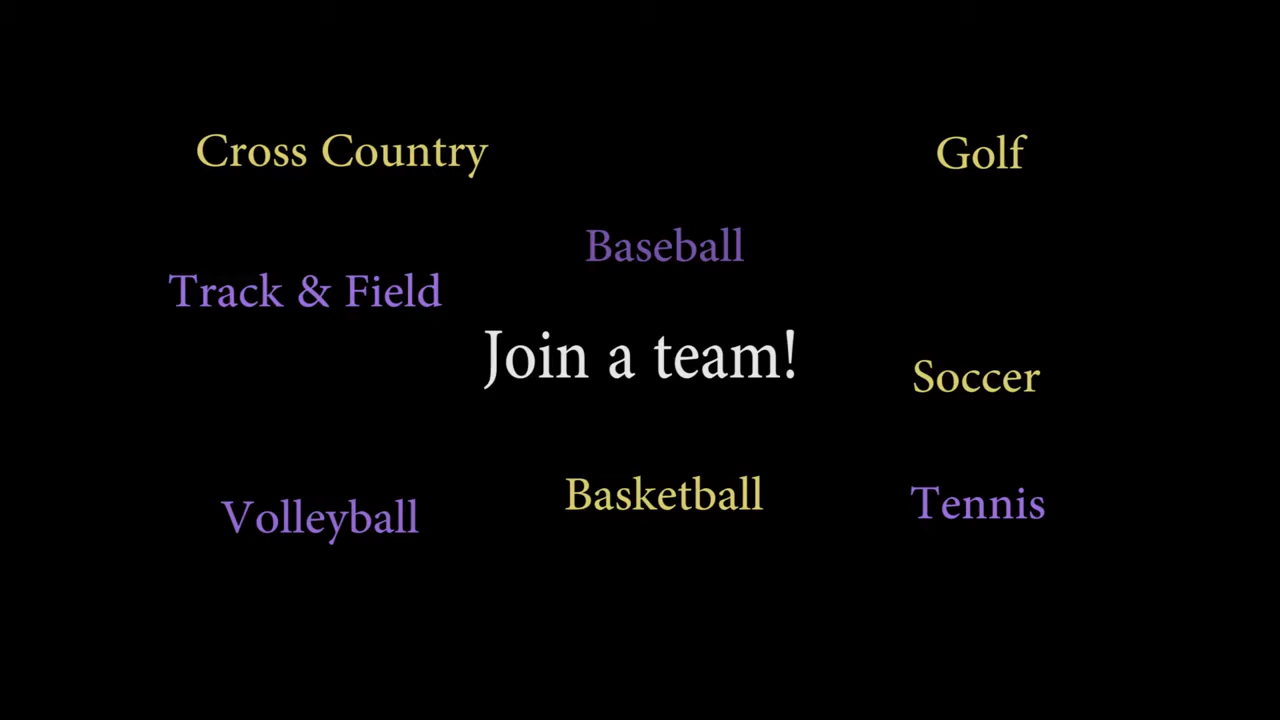 Cross Country
Golf
Baseball
Track & Field
Join a team!
Soccer
Basketball
Volleyball
Tennis